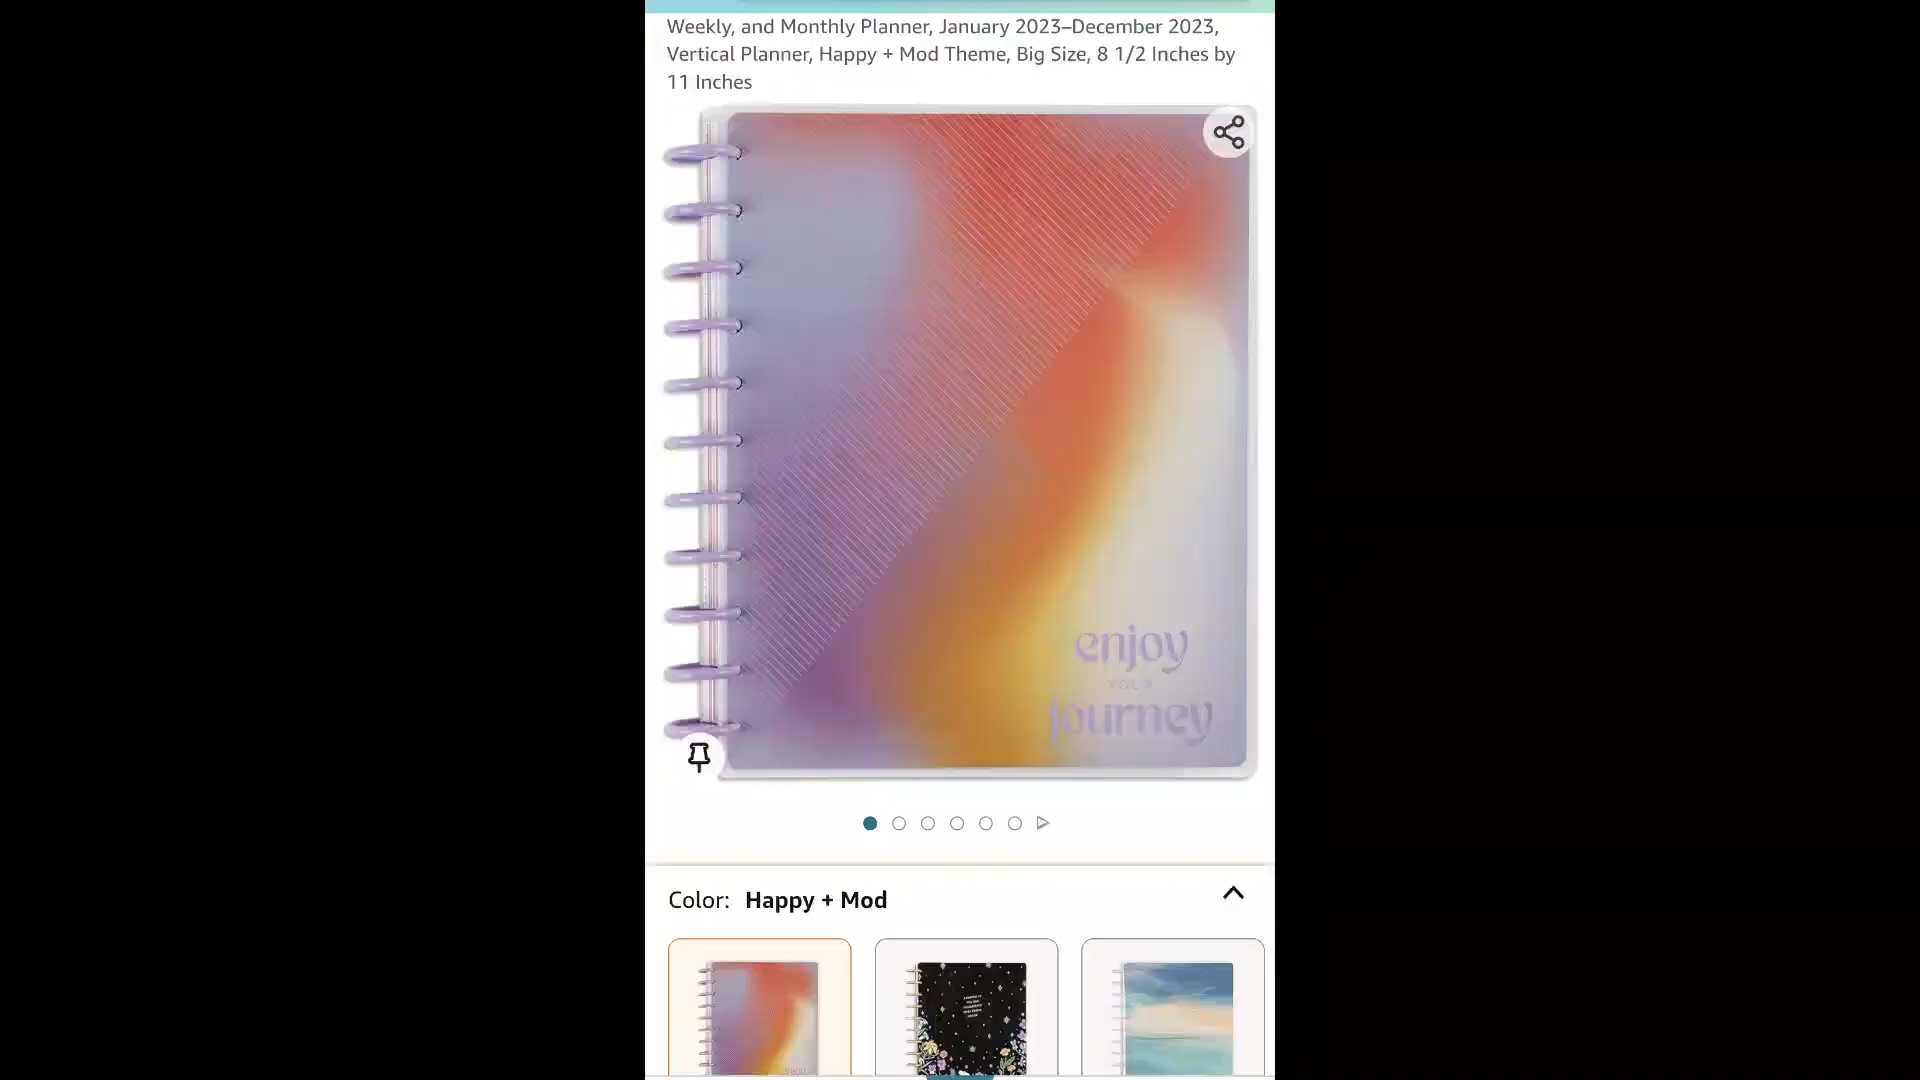 Weekly, and Monthly Planner, January 2023–December 2023,
Vertical Planner, Happy + Mod Theme, Big Size, 8 1/2 Inches by
11 Inches
enjoy
YOUR
journey
Color: Happy + Mod